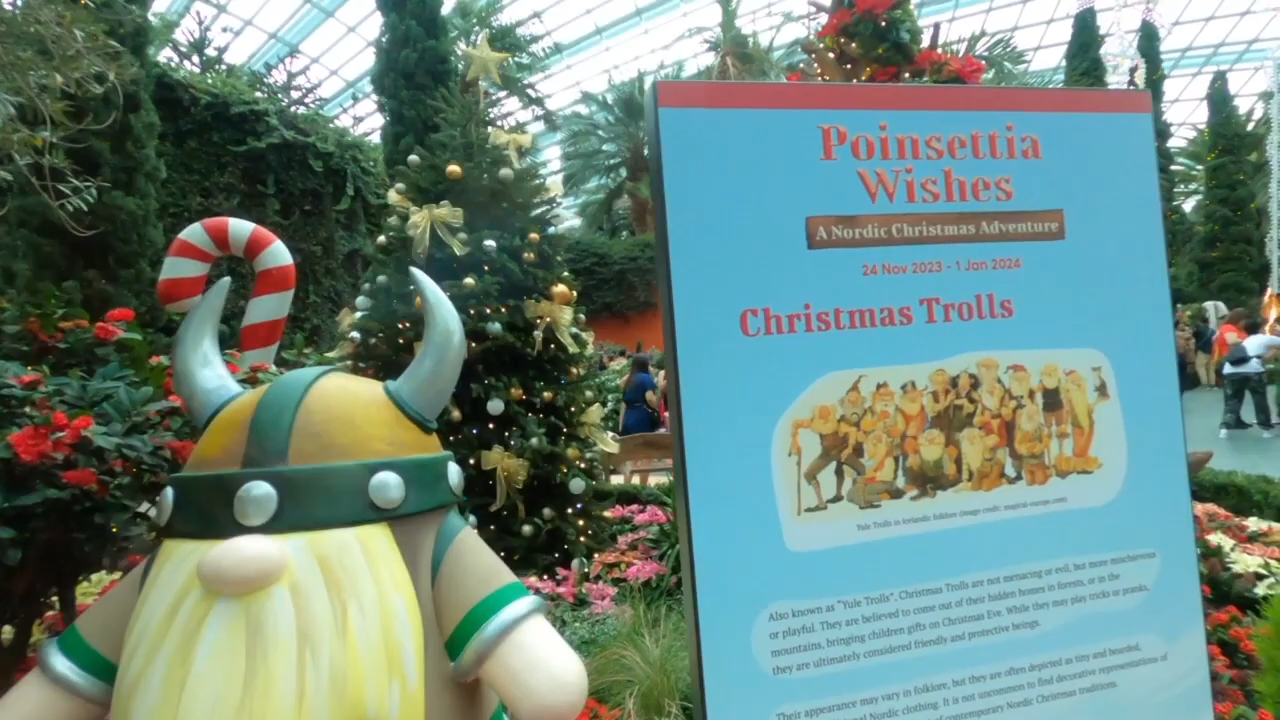 Poinsettia
Wishes
A Nordic Christmas Adventure
24 Nov 2023 - 1 Jan 2024
Christmas Trolls
Yule Trolls in Icelandic folklore (image credit: magical-europe.com)
Also known as "Yule Trolls". Christmas Trolls are not menacing or evil, but more mischievous
or playful. They are believed to come out of their hidden homes in forests, or in the
mountains, bringing children gifts on Christmas Eve. While they may play tricks or pranks,
they are ultimately considered friendly and protective beings.
Their appearance may vary in folklore, but they are often depicted as tiny and bearded,
Nordic clothing. It is not uncommon to find decorative representations of
of contemporary Nordic Christmas traditions.